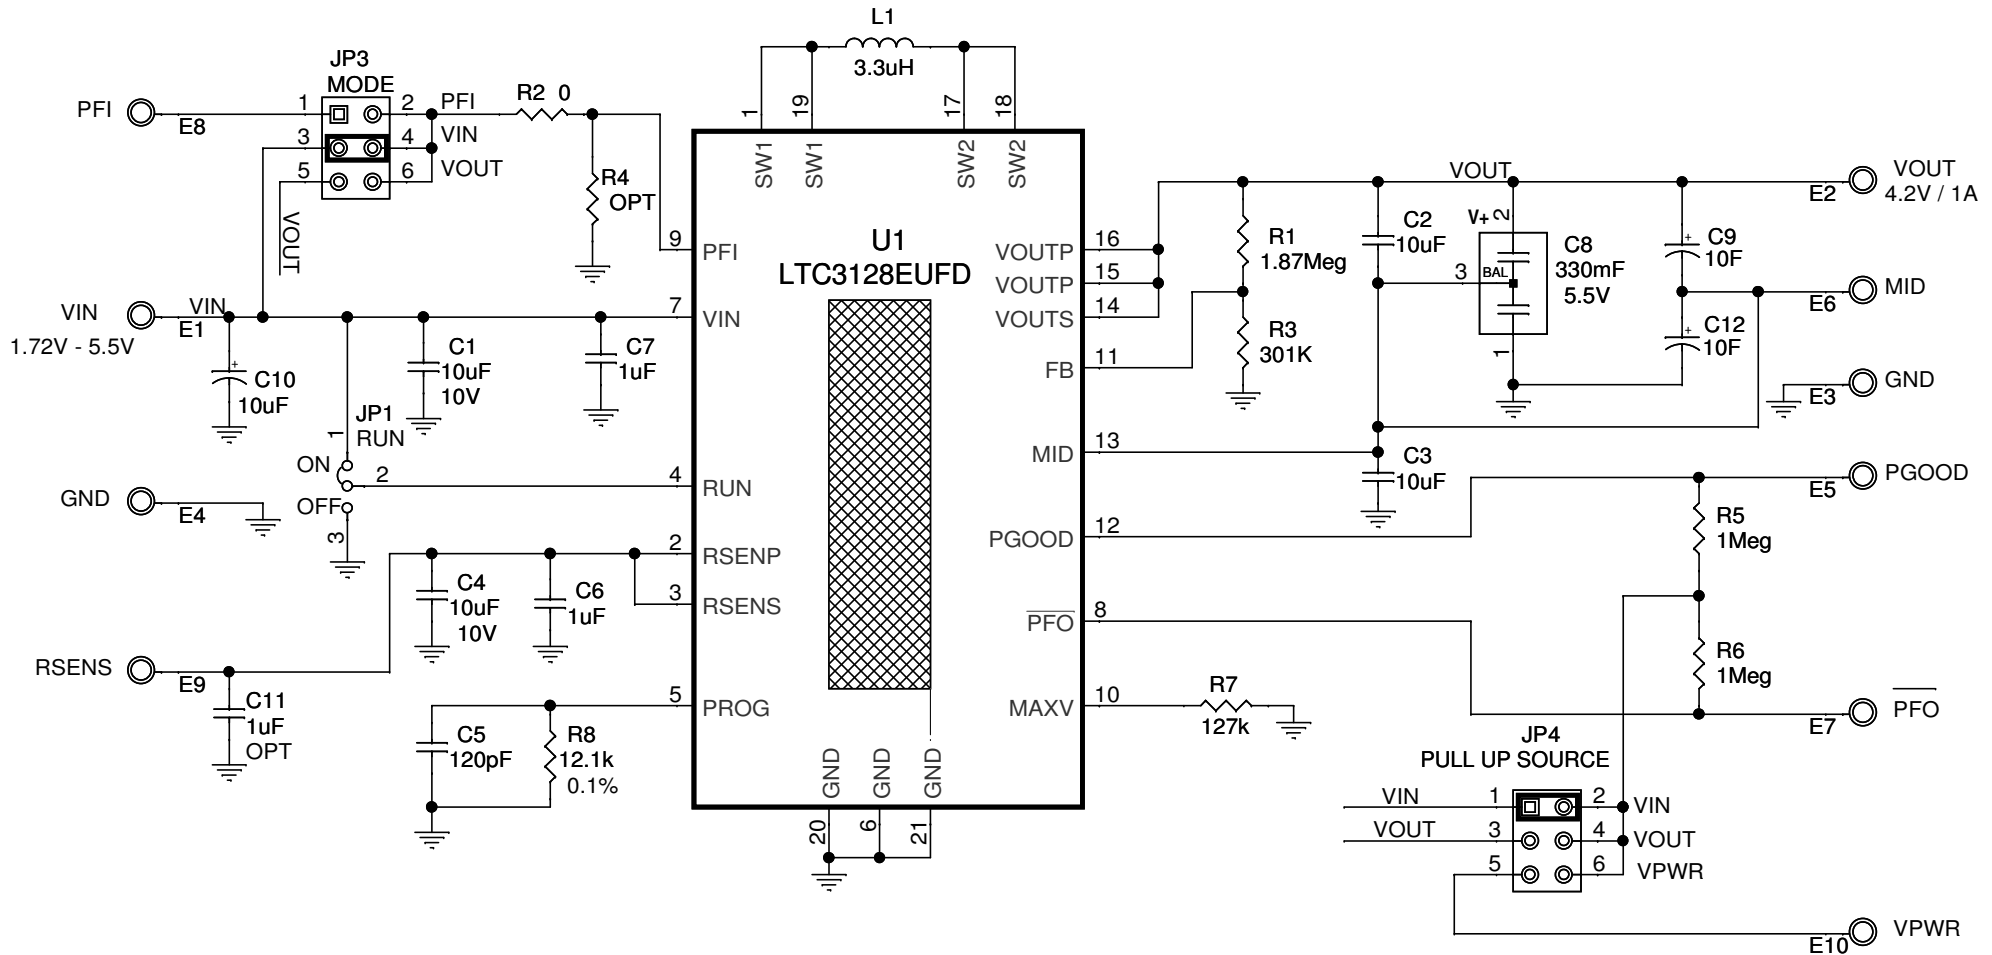 L1
3.3uH
1
19
17
18
SW1
SW1
SW2
SW2
JP3
MODE
PFI
E8
1
2
PFI
3
4
VIN
5
6
VOUT
VOUT
R2 0
R4
OPT
VIN
1.72V - 5.5V
E1
VIN
C10
10uF
JP1
RUN
1
ON
2
OFF
3
C1
10uF
10V
C7
1uF
GND
E4
RSENS
E9
C11
1uF
OPT
C4
10uF
10V
C6
1uF
C5
120pF
R8
12.1k
0.1%
U1
LTC3128EUFD
9
PFI
7
VIN
4
RUN
2
RSENP
3
RSENS
5
PROG
GND
GND
GND
20
6
21
VOUTP
16
VOUTP
15
VOUTS
14
FB
11
MID
13
PGOOD
12
PFO
8
MAXV
10
R7
127k
R1
1.87Meg
R3
301K
C2
10uF
C3
10uF
VOUT
V+
2
3
BAL
1
C8
330mF
5.5V
C9
+
10F
C12
+
10F
E2
VOUT
4.2V / 1A
E6
MID
E3
GND
E5
PGOOD
R5
1Meg
R6
1Meg
E7
PFO
JP4
PULL UP SOURCE
VIN
1
2
VIN
VOUT
3
4
VOUT
5
6
VPWR
E10
VPWR